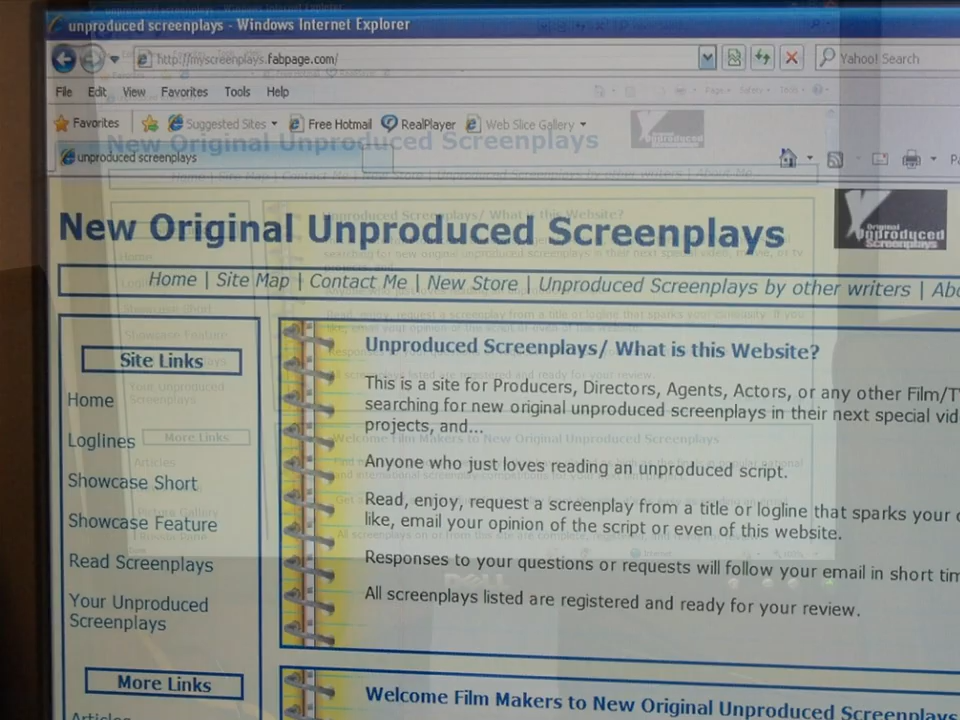 unproduced screenplays - Windows Internet Explorer
http://myscreenplays.fabpage.com/
Yahoo! Search
File Edit View Favorites Tools Help
Favorites Suggested Sites Free Hotmail RealPlayer Web Slice Gallery
unproduced screenplays
New Original Unproduced Screenplays
Original
Unproduced
Screenplays
Home | Site Map | Contact Me | New Store | Unproduced Screenplays by other writers |
Site Links
Home
Loglines
Showcase Short
Showcase Feature
Read Screenplays
Your Unproduced
Screenplays
More Links
Articles
Unproduced Screenplays/ What is this Website?
This is a site for Producers, Directors, Agents, Actors, or any other Film/T
searching for new original unproduced screenplays in their next special vid
projects, and...
Anyone who just loves reading an unproduced script.
Read, enjoy, request a screenplay from a title or logline that sparks your
like, email your opinion of the script or even of this website.
Responses to your questions or requests will follow your email in short tim
All screenplays listed are registered and ready for your review.
Welcome Film Makers to New Original Unproduced Screenplays
DELL